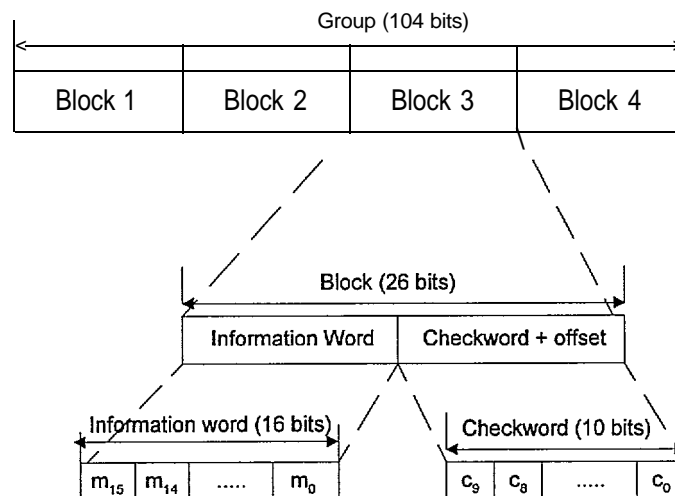 Group (104 bits)
Block 1 Block 2 Block 3 Block 4
Block (26 bits)
Information Word Checkword + offset
Information word (16 bits) Checkword (10 bits)
m15 m14 ..... m0 c9 c8 ..... c0